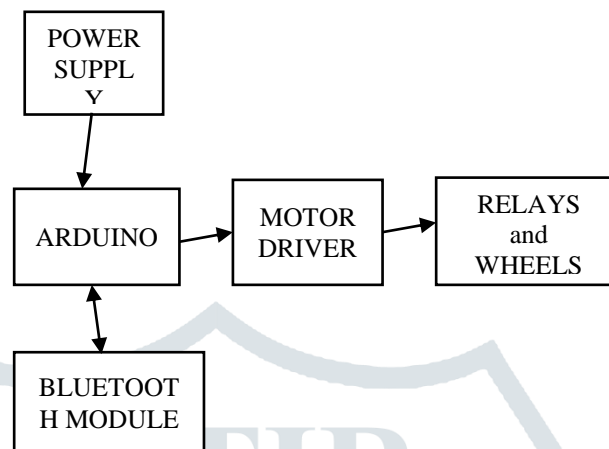 POWER
SUPPL
Y
ARDUINO
MOTOR
DRIVER
RELAYS
and
WHEELS
BLUETOOT
H MODULE